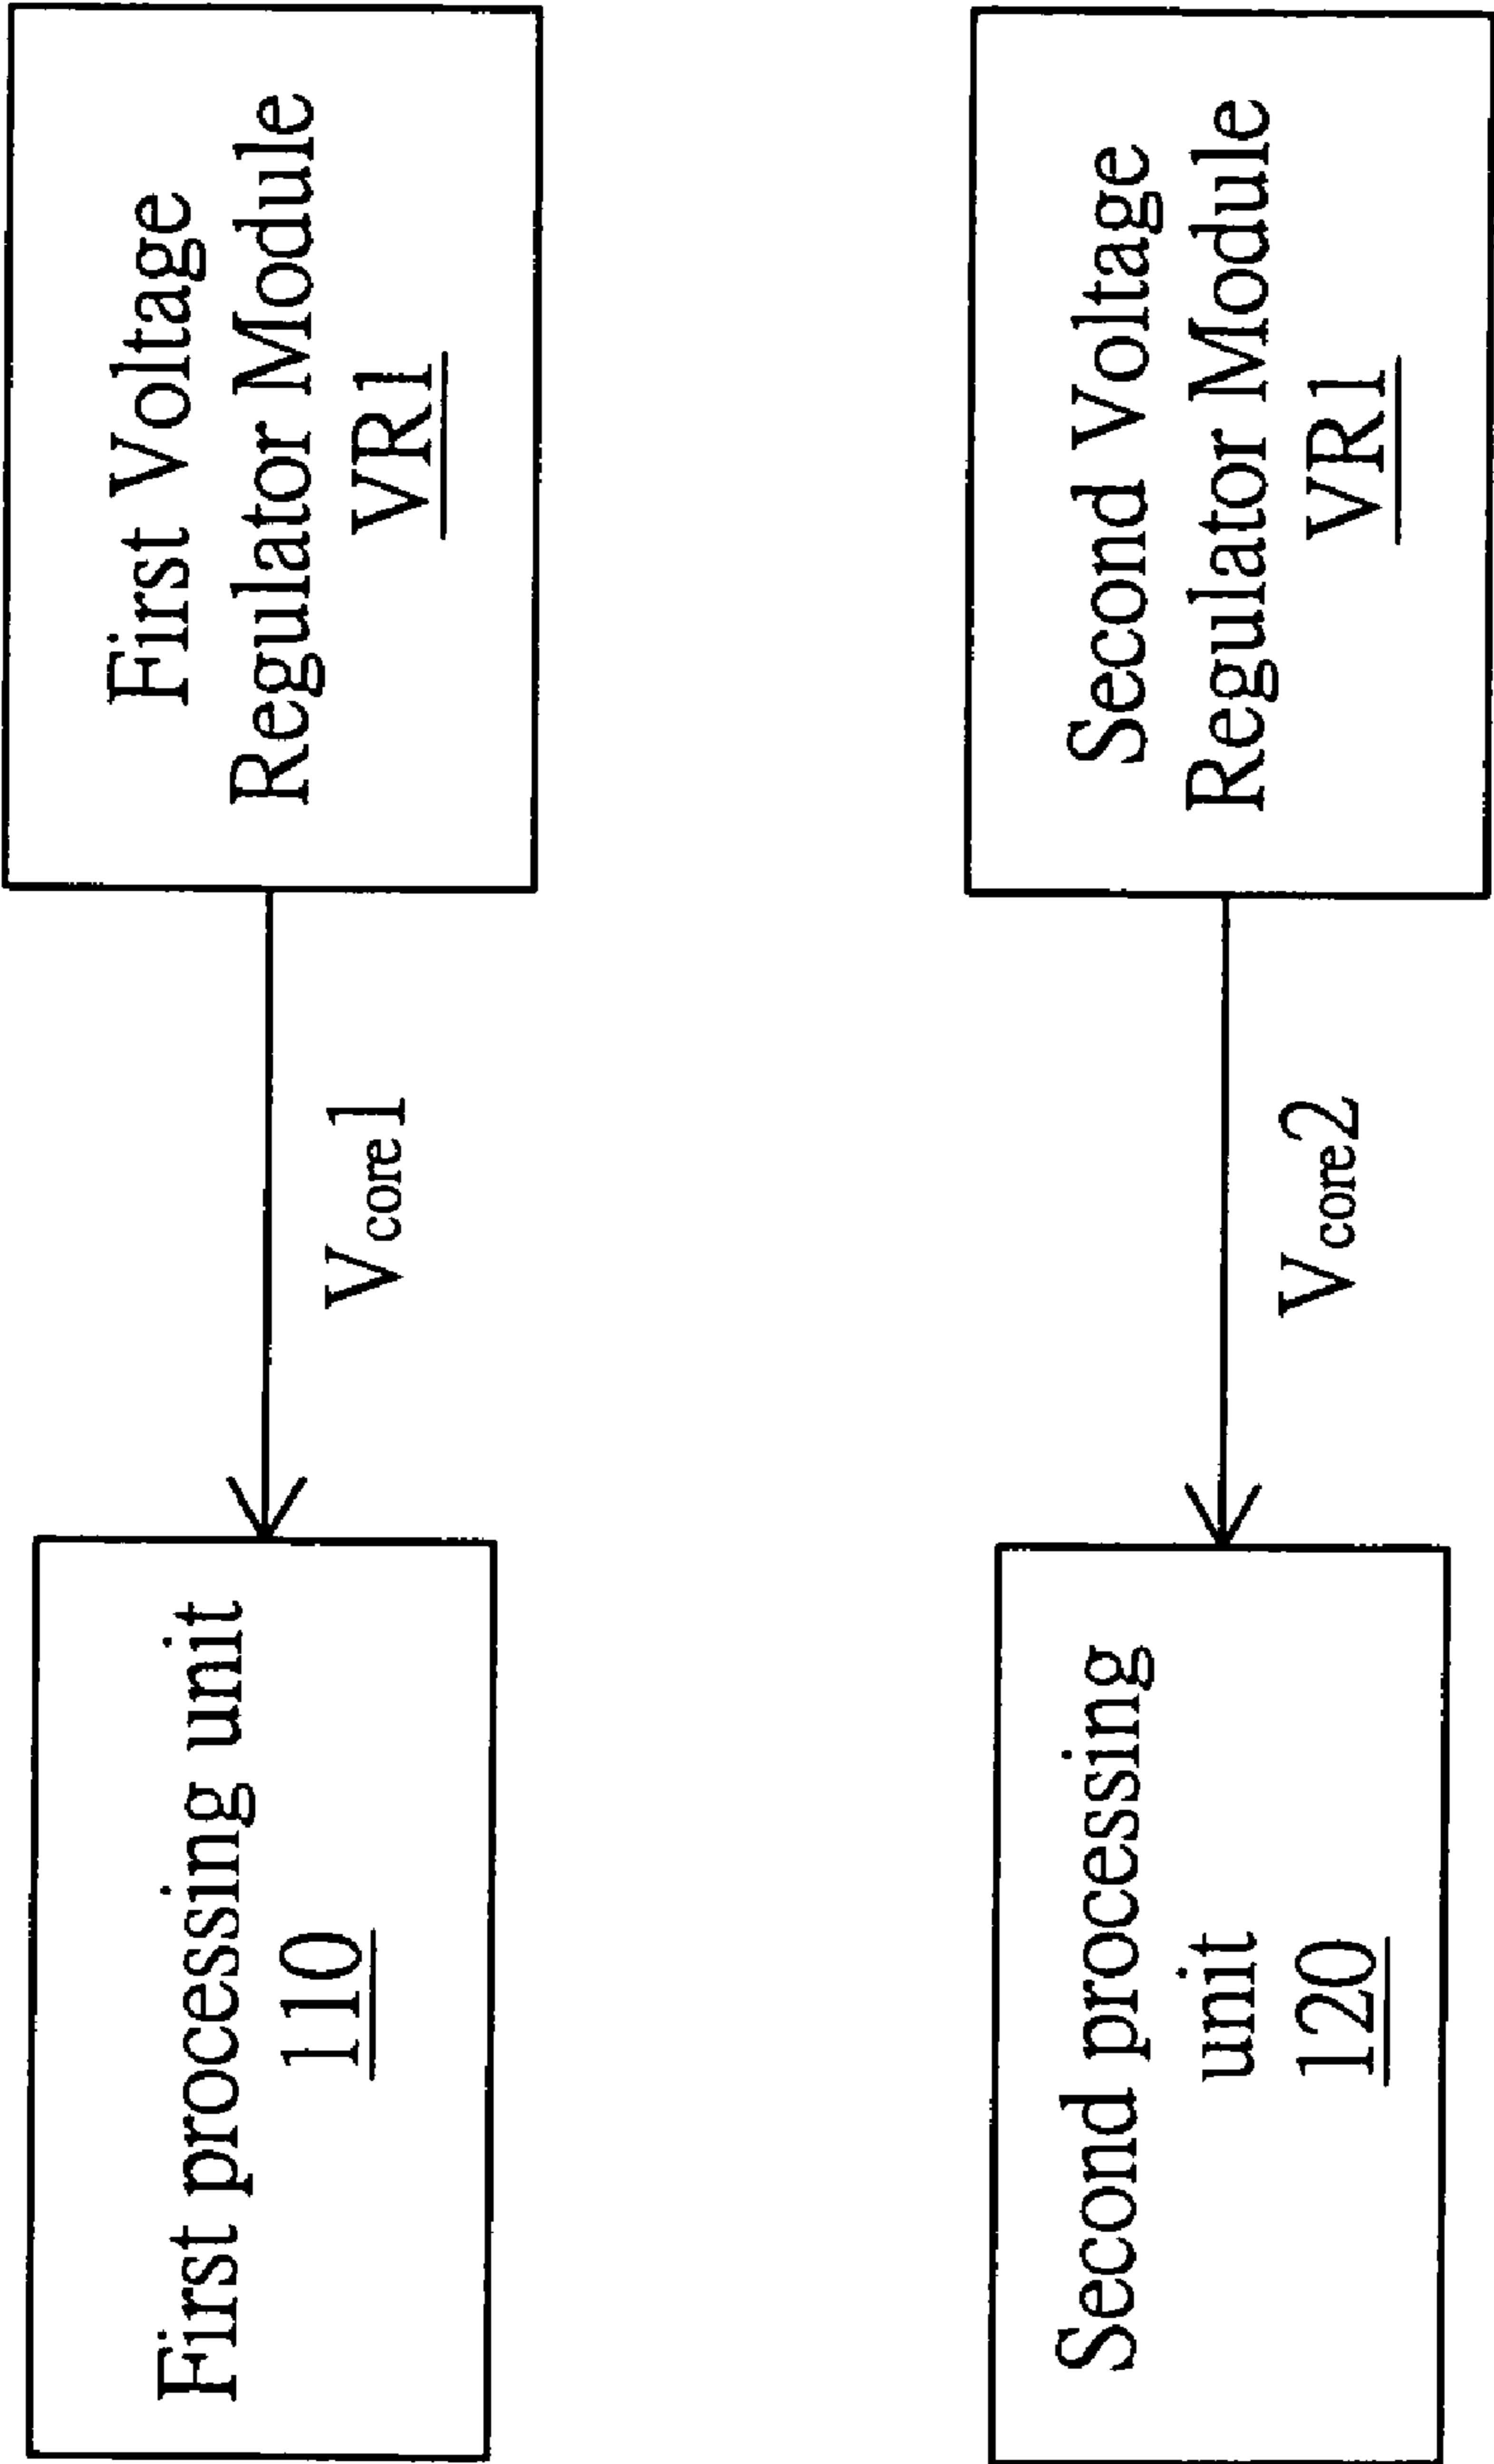 First processing unit
110
Vcore1
First Voltage
Regulator Module
VR1
Second processing
unit
120
Vcore2
Second Voltage
Regulator Module
VR1